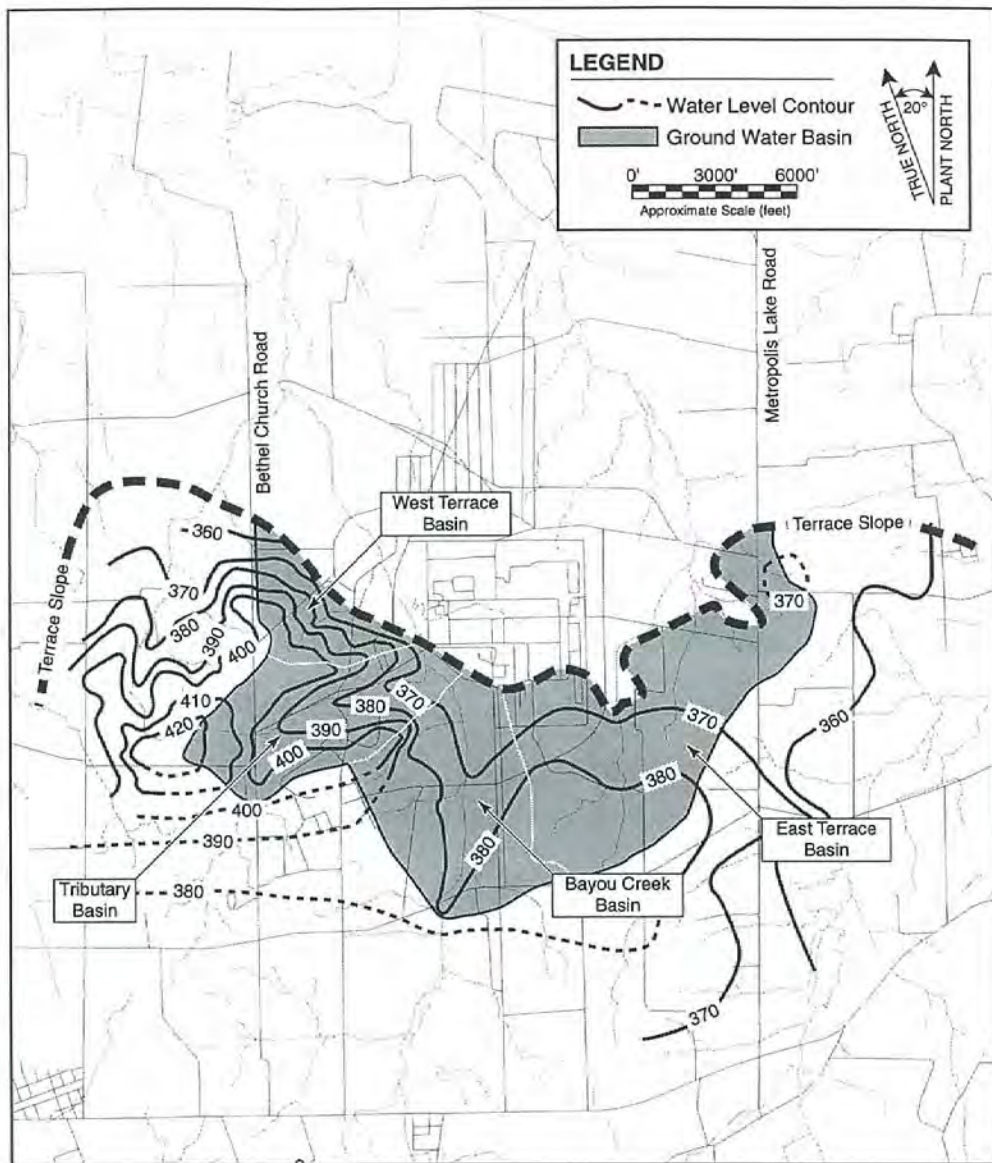 LEGEND
Water Level Contour
Ground Water Basin
0' 3000' 6000'
Approximate Scale (feet)
20°
TRUE NORTH
PLANT NORTH
Bethel Church Road
Metropolis Lake Road
West Terrace
Basin
Terrace Slope
Terrace Slope
360
370
380
390
400
410
420
370
380
390
400
400
390
380
370
380
380
370
370
360
370
East Terrace
Basin
Bayou Creek
Basin
Tributary
Basin